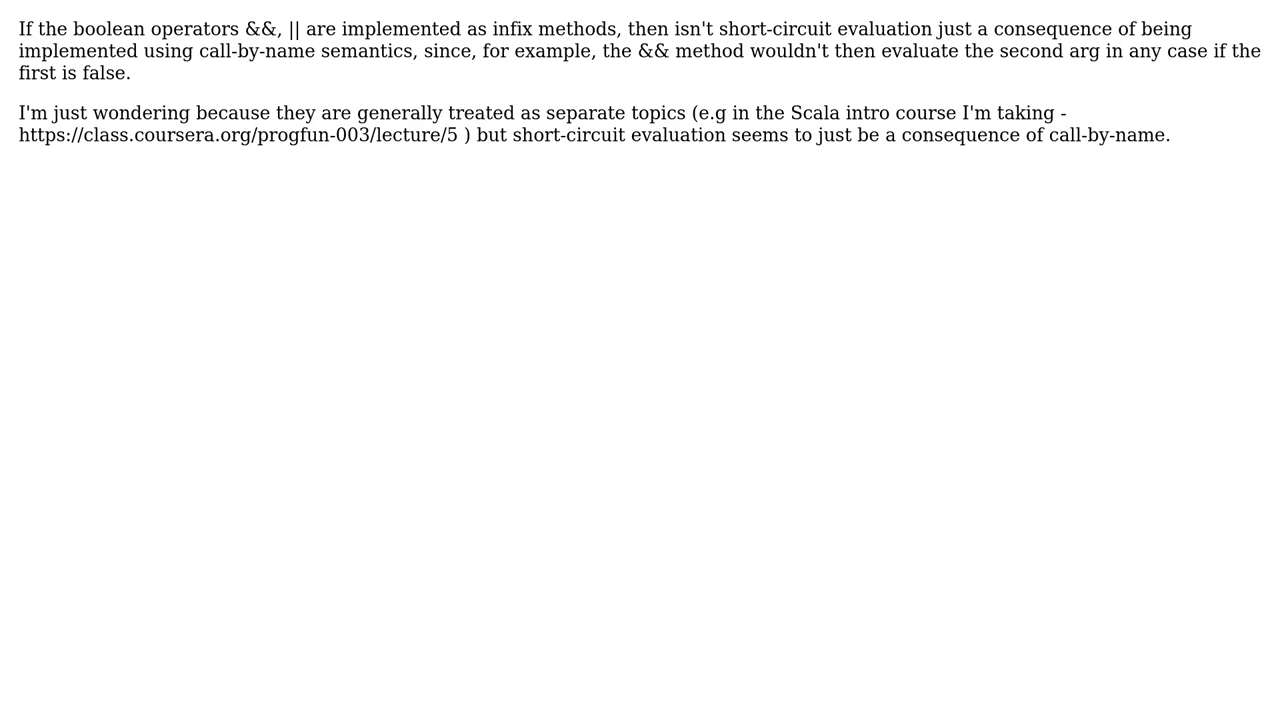 If the boolean operators &&, || are implemented as infix methods, then isn't short-circuit evaluation just a consequence of being
implemented using call-by-name semantics, since, for example, the && method wouldn't then evaluate the second arg in any case if the
first is false.
I'm just wondering because they are generally treated as separate topics (e.g in the Scala intro course I'm taking -
https://class.coursera.org/progfun-003/lecture/5 ) but short-circuit evaluation seems to just be a consequence of call-by-name.